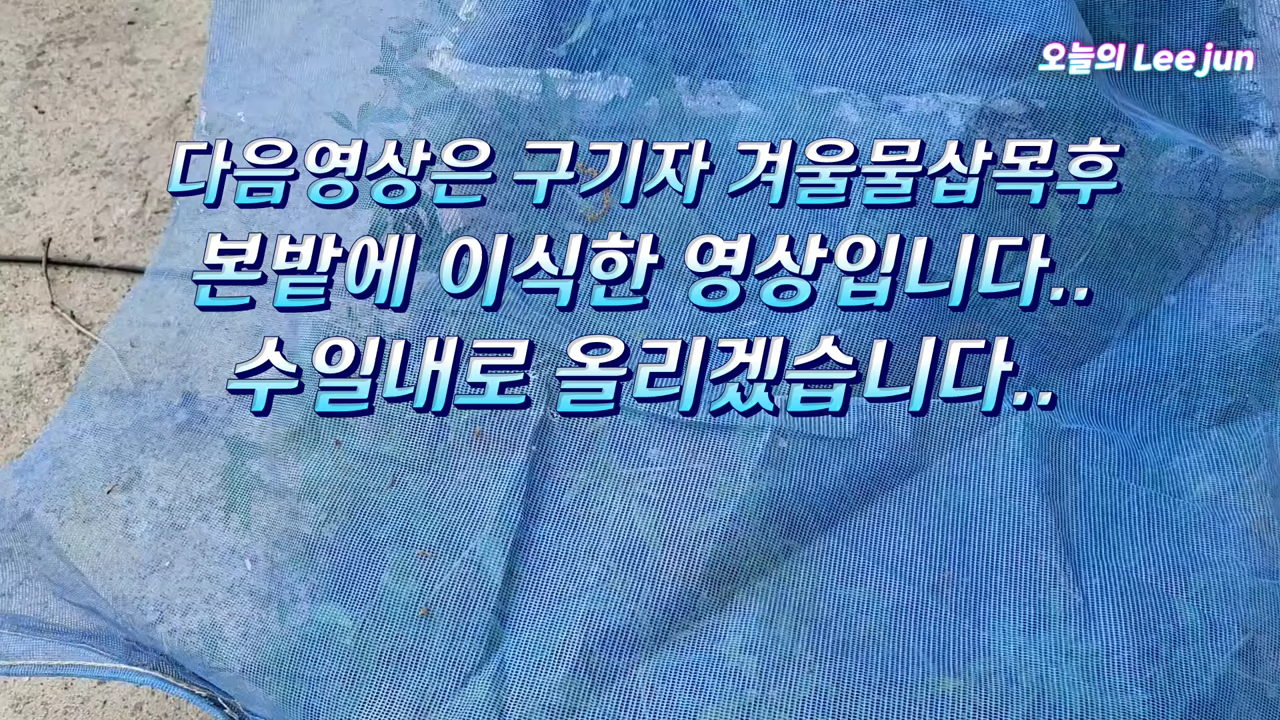 오늘의 Lee jun
다음영상은 구기자 겨울물삽목후
본밭에 이식한 영상입니다..
수일내로 올리겠습니다..